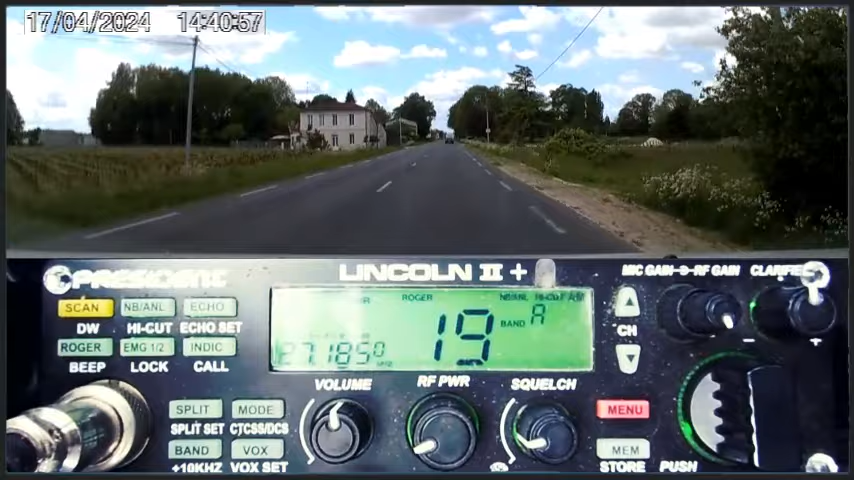 17/04/2024 14:40:57
PRESIDENT
LINCOLN II +
MIC GAIN RF GAIN CLARIFIER
SCAN NB/ANL ECHO
DW HI-CUT ECHO SET
ROGER EMG 1/2 INDIC
BEEP LOCK CALL
ROGER NB/ANL HI-CUT
19 BAND A
27.1850
CH
VOLUME RF PWR SQUELCH
SPLIT MODE
SPLIT SET CTCSS/DCS
BAND VOX
+10KHZ VOX SET
MENU
MEM
STORE PUSH
- +